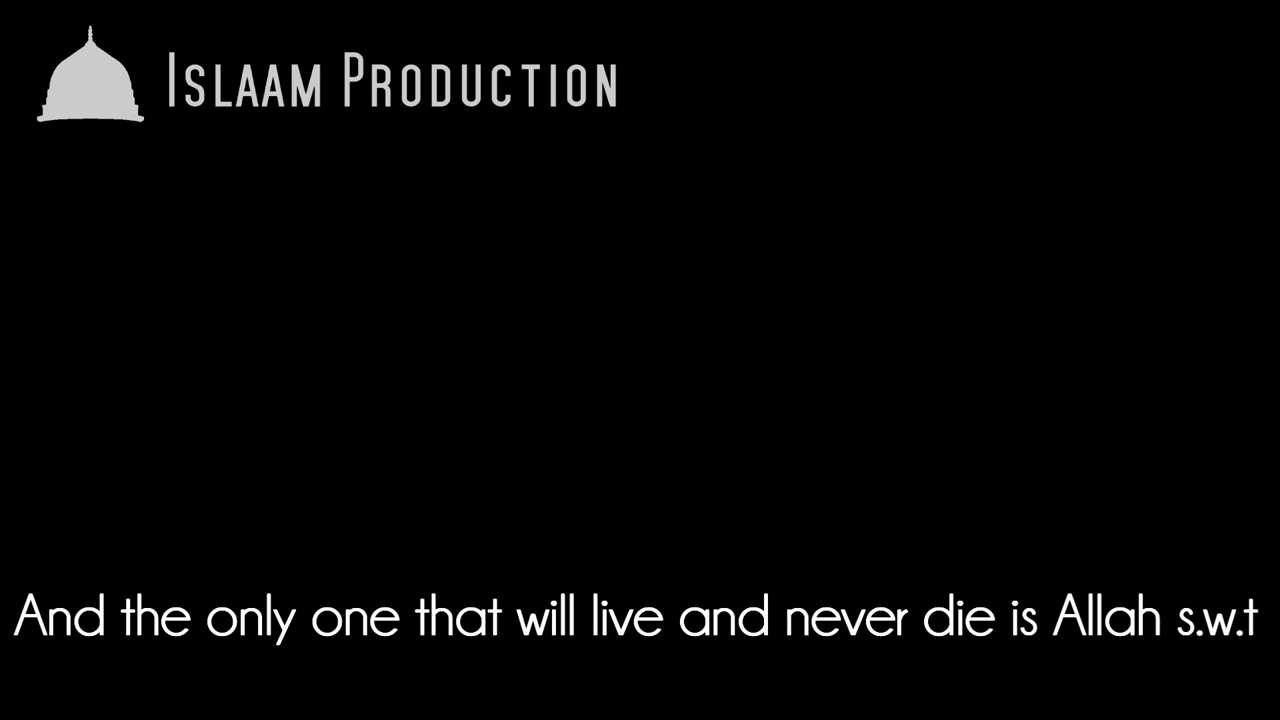 Islaam Production
And the only one that will live and never die is Allah s.w.t